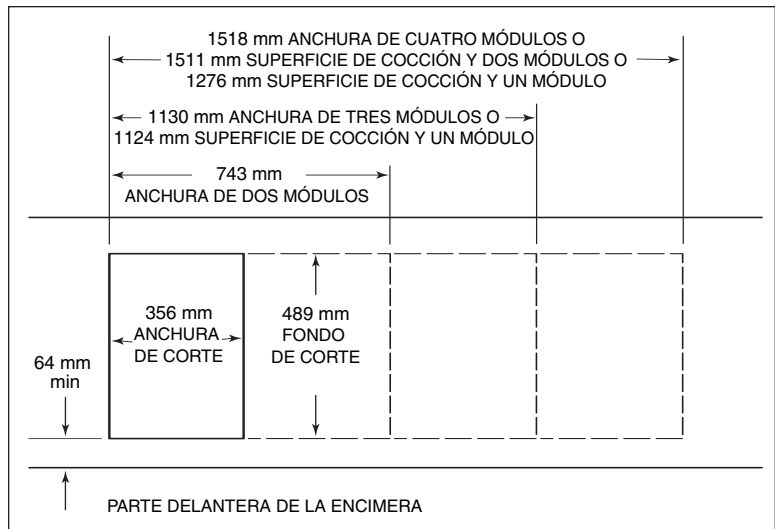 1518 mm ANCHURA DE CUATRO MÓDULOS O
1511 mm SUPERFICIE DE COCCIÓN Y DOS MÓDULOS O
1276 mm SUPERFICIE DE COCCIÓN Y UN MÓDULO
1130 mm ANCHURA DE TRES MÓDULOS O
1124 mm SUPERFICIE DE COCCIÓN Y UN MÓDULO
743 mm
ANCHURA DE DOS MÓDULOS
356 mm
ANCHURA
DE CORTE
489 mm
FONDO
DE CORTE
64 mm
min
PARTE DELANTERA DE LA ENCIMERA